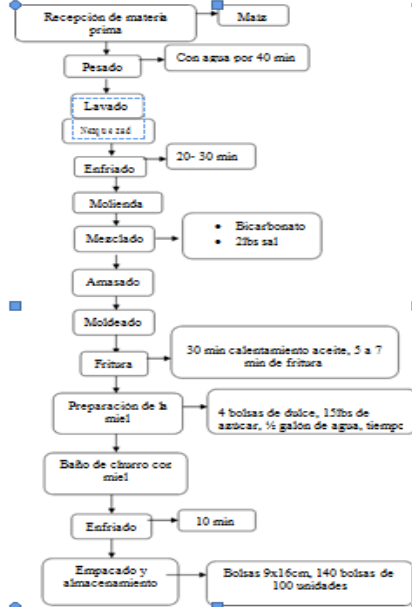 Recepción de materia
prima
Maíz
Pesado
Con agua por 40 min
Lavado
Enfriado
20- 30 min
Molienda
Mezclado
• Bicarbonato
• 2lbs sal
Amasado
Moldeado
Fritura
30 min calentamiento aceite, 5 a 7
min de fritura
Preparación de la
miel
4 bolsas de dulce, 15lbs de
azúcar, ½ galón de agua, tiempo
Baño de churro con
miel
Enfriado
10 min
Empacado y
almacenamiento
Bolsas 9x16cm, 140 bolsas de
100 unidades